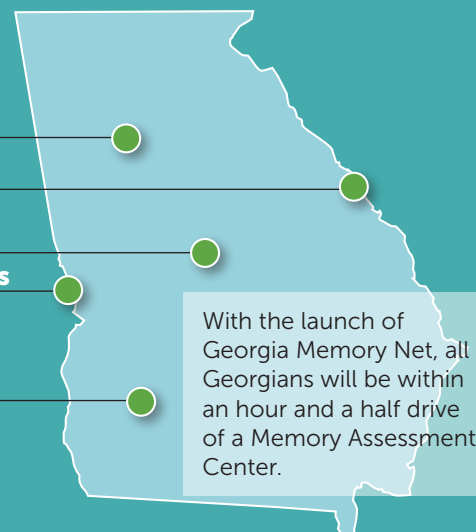 s
With the launch of
Georgia Memory Net, all
Georgians will be within
an hour and a half drive
of a Memory Assessment
Center.